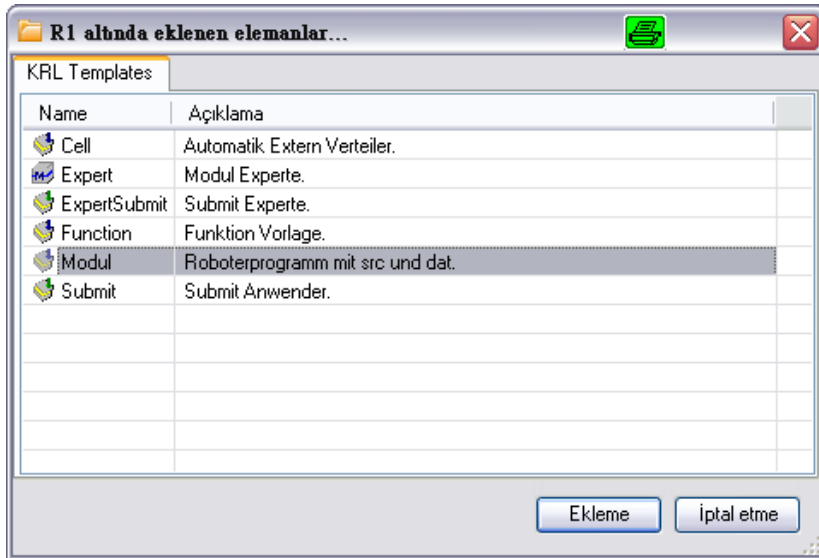 R1 altında eklenen elemanlar...
KRL Templates
Name Açıklama
Cell Automatik Extern Verteiler.
Expert Modul Experte.
ExpertSubmit Submit Experte.
Function Funktion Vorlage.
Modul Roboterprogramm mit src und dat.
Submit Submit Anwender.
Ekleme İptal etme